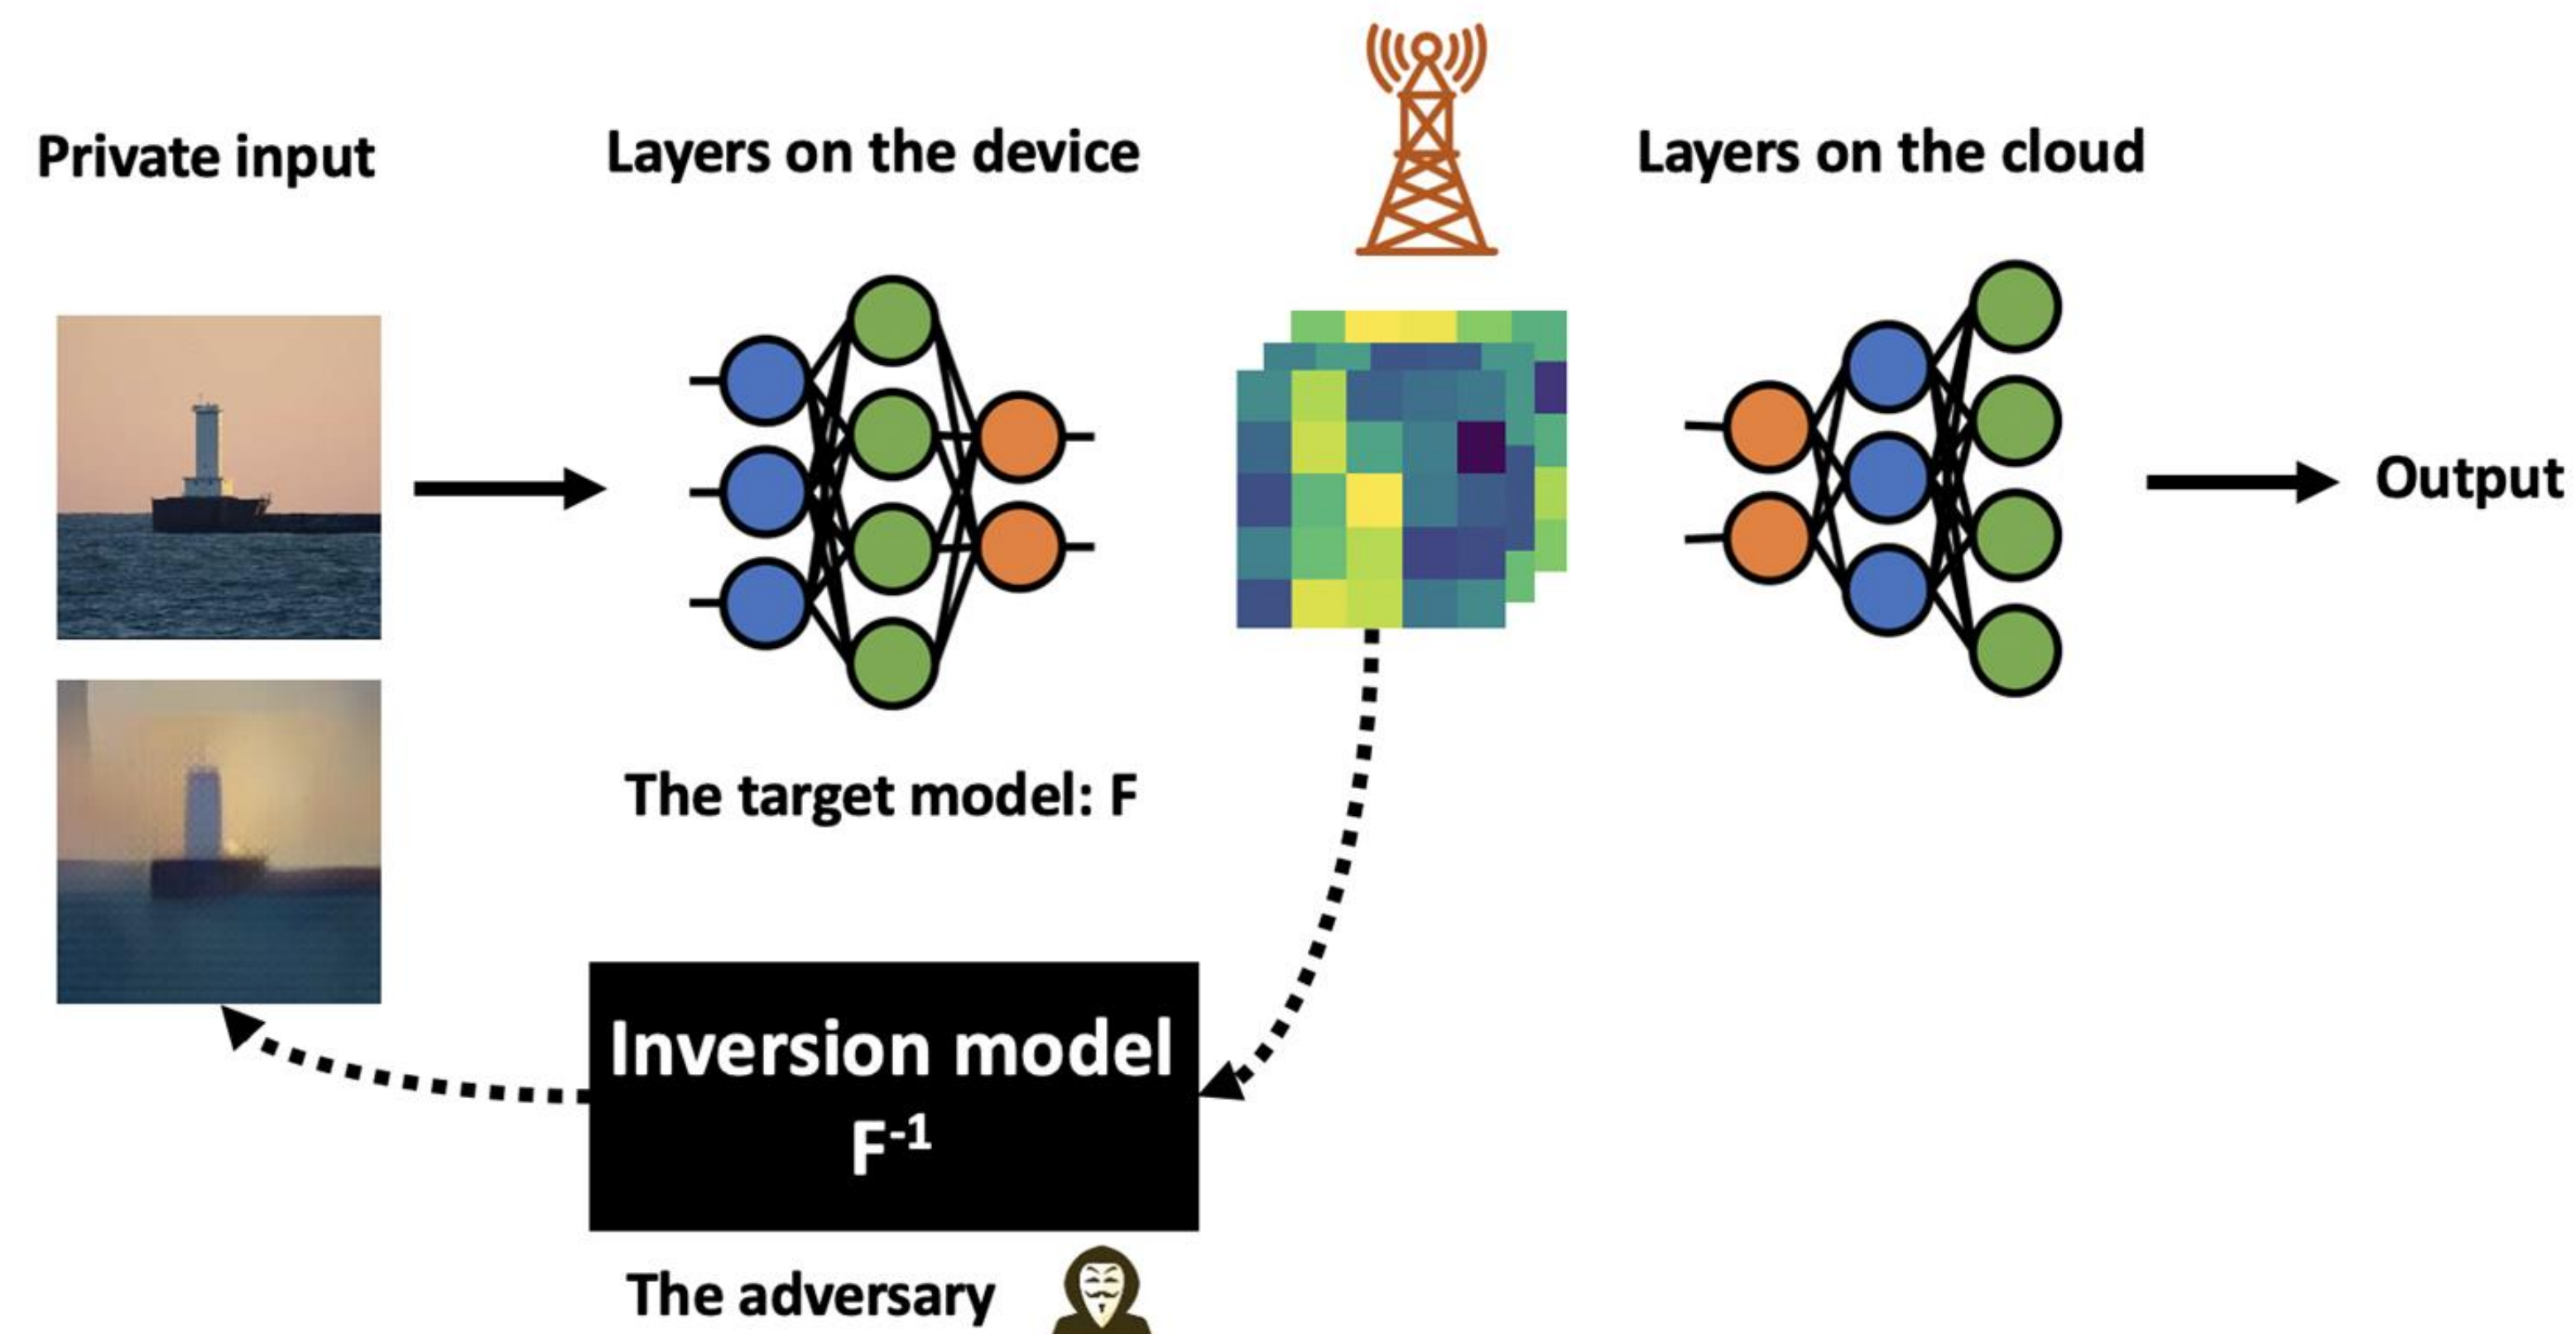 Private input
Layers on the device
Layers on the cloud
Output
The target model: F
Inversion model
F-1
The adversary